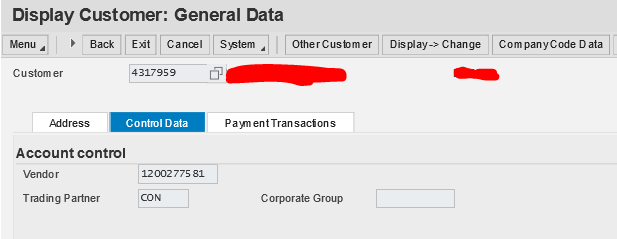 Display Customer: General Data
Menu Back Exit Cancel System Other Customer Display -> Change Company Code Data
Customer 4317959
Address Control Data Payment Transactions
Account control
Vendor 1200277581
Trading Partner CON Corporate Group